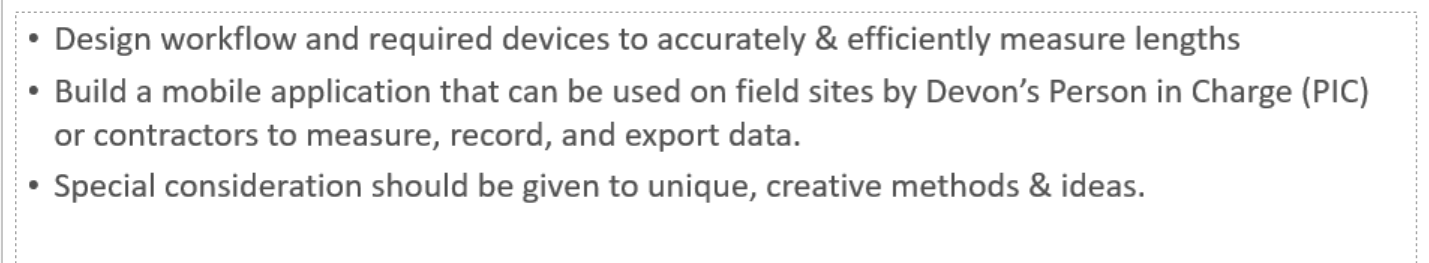 • Design workflow and required devices to accurately & efficiently measure lengths
• Build a mobile application that can be used on field sites by Devon’s Person in Charge (PIC)
or contractors to measure, record, and export data.
• Special consideration should be given to unique, creative methods & ideas.